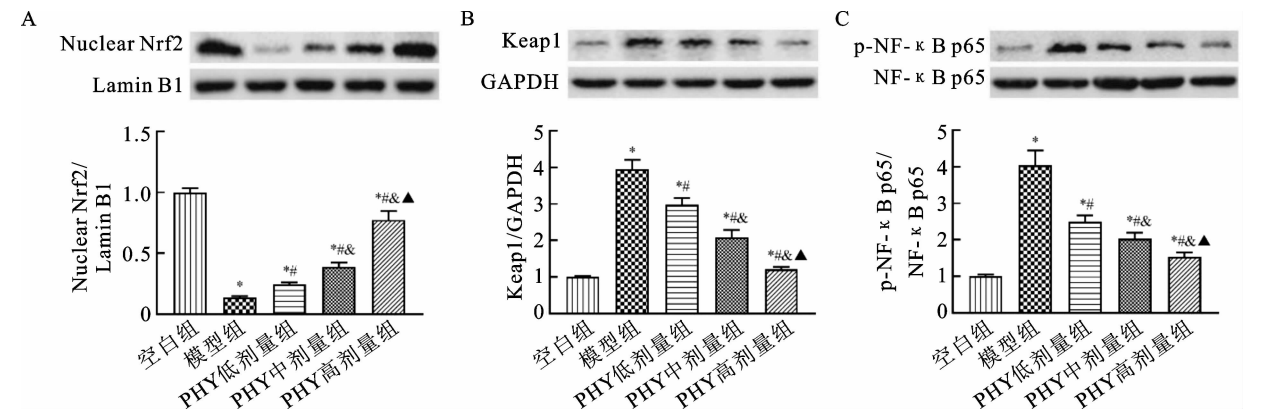 A
Nuclear Nrf2
Lamin B1
Nuclear Nrf2/
Lamin B1
1.5
1.0
0.5
0
*
*#
*#&
*#&▲
空白组
模型组
PHY低剂量组
PHY中剂量组
PHY高剂量组
B
Keap1
GAPDH
Keap1/GAPDH
5
4
3
2
1
0
*
*#
*#&
*#&▲
空白组
模型组
PHY低剂量组
PHY中剂量组
PHY高剂量组
C
p-NF-κB p65
NF-κB p65
p-NF-κB p65/
NF-κB p65
5
4
3
2
1
0
*
*#
*#&
*#&▲
空白组
模型组
PHY低剂量组
PHY中剂量组
PHY高剂量组